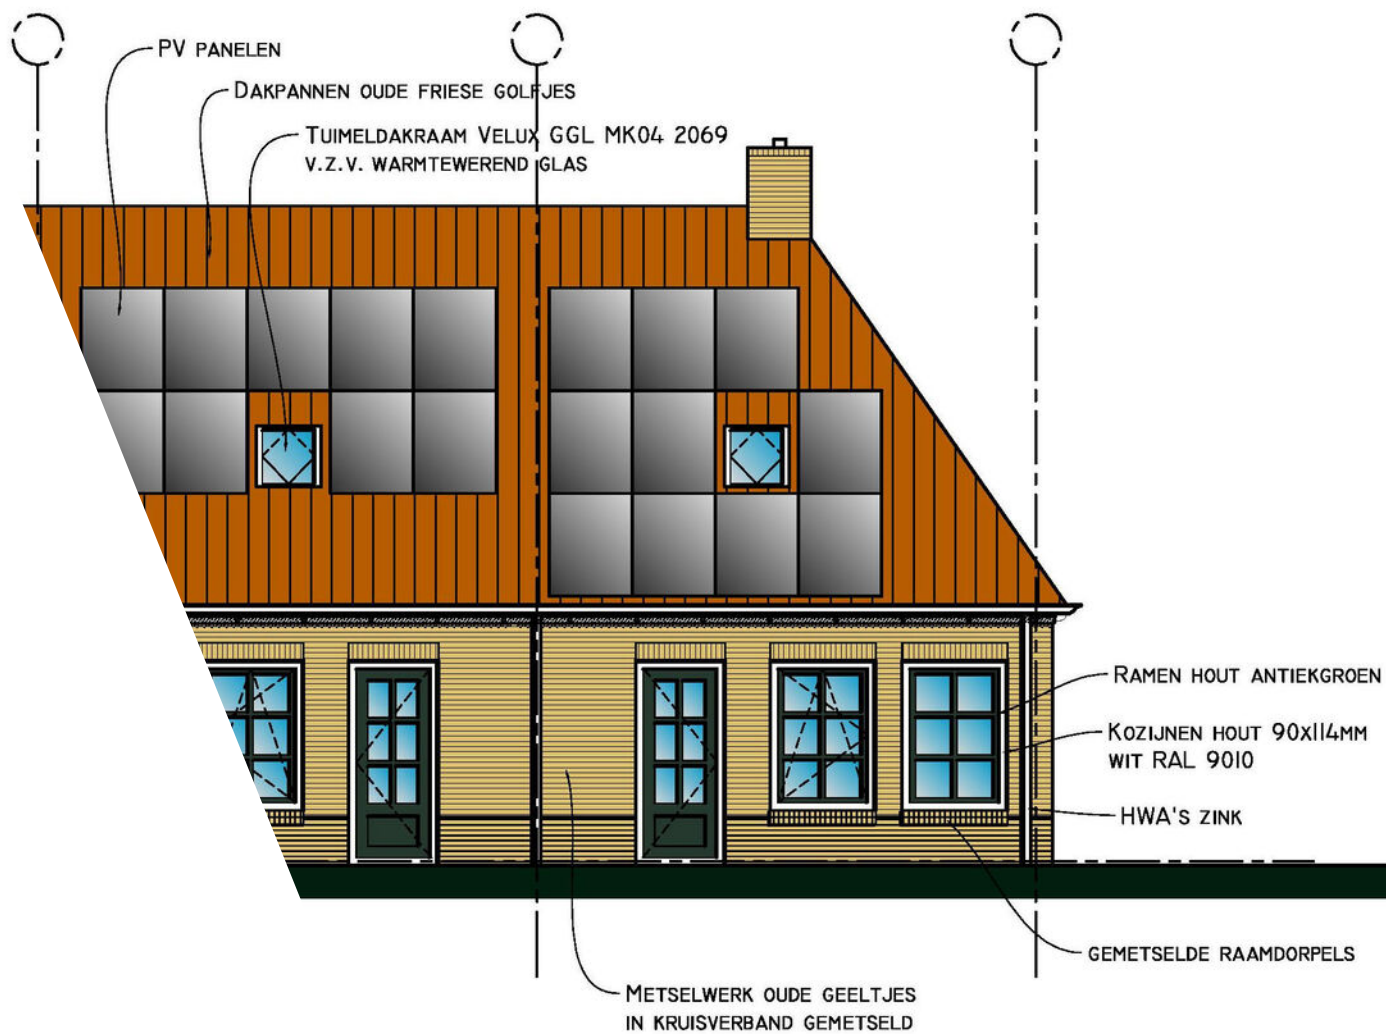 PV PANELEN
DAKPANNEN OUDE FRIESE GOLFJES
TUIMELDAKRAAM VELUX GGL MK04 2069
V.Z.V. WARMTEWEREND GLAS
RAMEN HOUT ANTIEKGROEN
KOZIJNEN HOUT 90x114MM
WIT RAL 9010
HWA'S ZINK
GEMETSELDE RAAMDORPELS
METSELWERK OUDE GEELTJES
IN KRUISVERBAND GEMETSELD